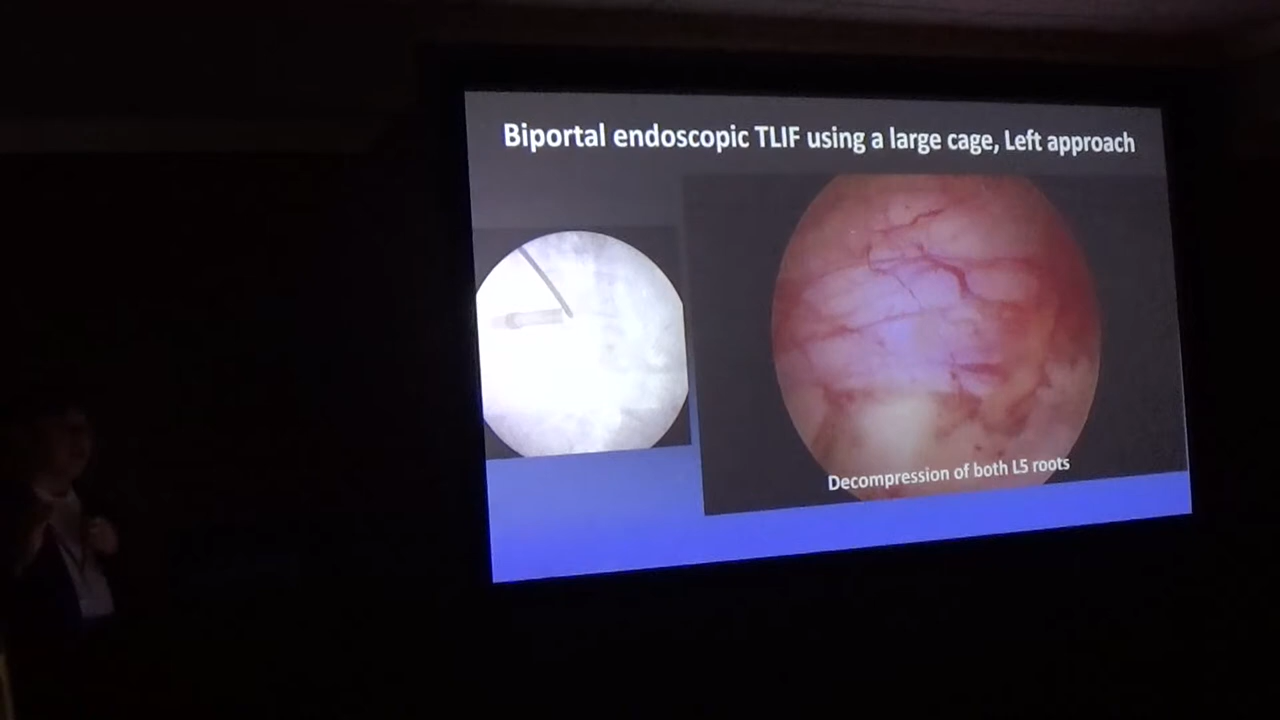 Biportal endoscopic TLIF using a large cage, Left approach
Decompression of both L5 roots